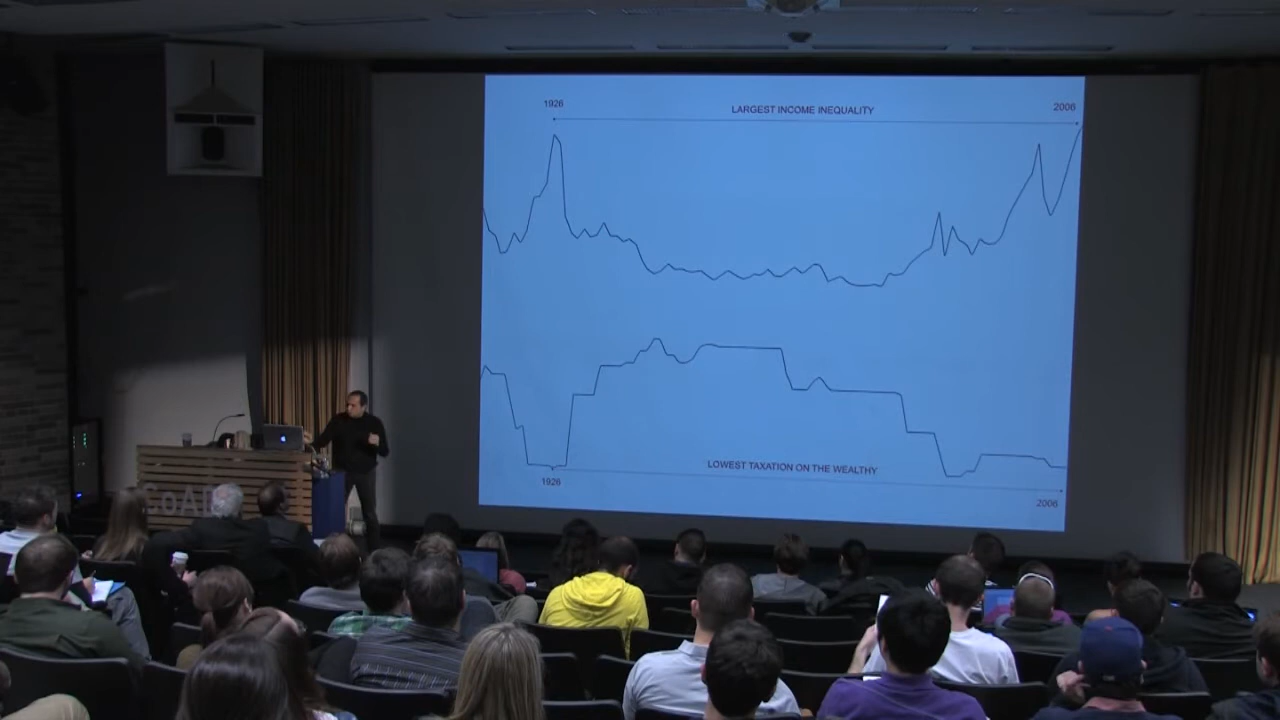 1926
LARGEST INCOME INEQUALITY
2006
LOWEST TAXATION ON THE WEALTHY
1926
2006